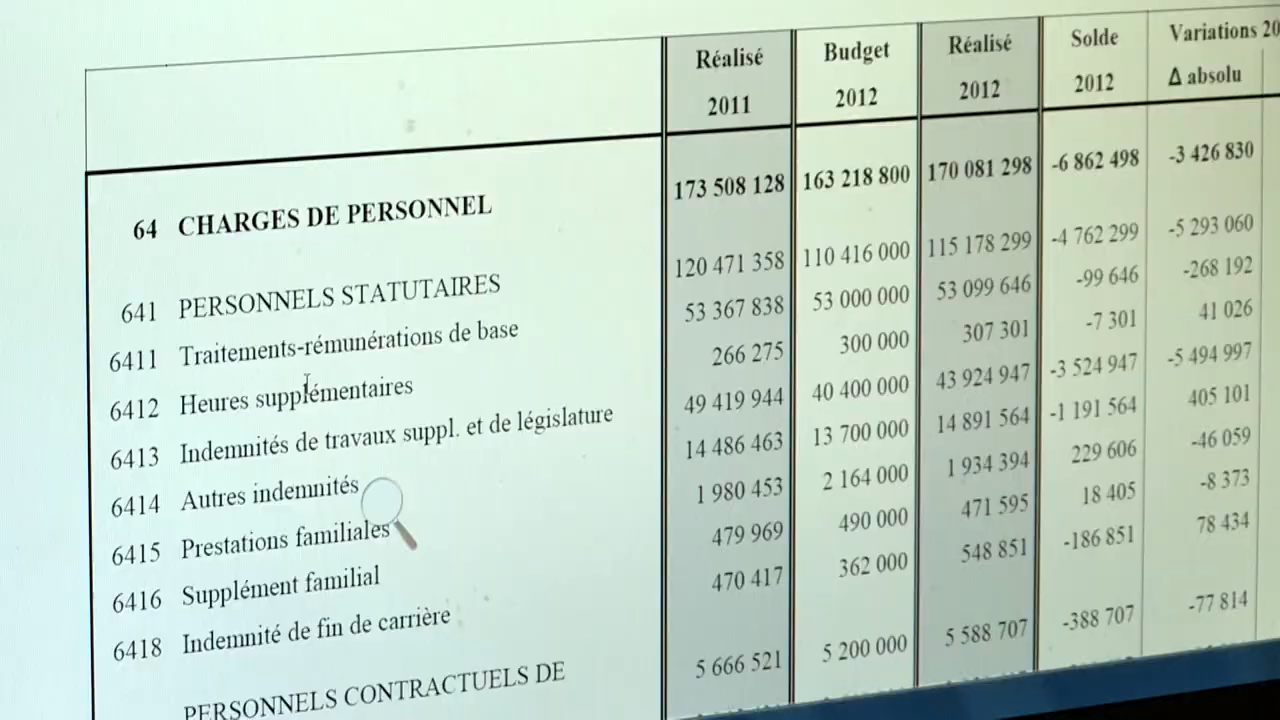 Réalisé 2011 Budget 2012 Réalisé 2012 Solde 2012 Variations 20
Δ absolu
64 CHARGES DE PERSONNEL 173 508 128 163 218 800 170 081 298 -6 862 498 -3 426 830
641 PERSONNELS STATUTAIRES 120 471 358 110 416 000 115 178 299 -4 762 299 -5 293 060
6411 Traitements-rémunérations de base 53 367 838 53 000 000 53 099 646 -99 646 -268 192
6412 Heures supplémentaires 266 275 300 000 307 301 -7 301 41 026
6413 Indemnités de travaux suppl. et de législature 49 419 944 40 400 000 43 924 947 -3 524 947 -5 494 997
6414 Autres indemnités 14 486 463 13 700 000 14 891 564 -1 191 564 405 101
6415 Prestations familiales 1 980 453 2 164 000 1 934 394 229 606 -46 059
6416 Supplément familial 479 969 490 000 471 595 18 405 -8 373
6418 Indemnité de fin de carrière 470 417 362 000 548 851 -186 851 78 434
PERSONNELS CONTRACTUELS DE 5 666 521 5 200 000 5 588 707 -388 707 -77 814